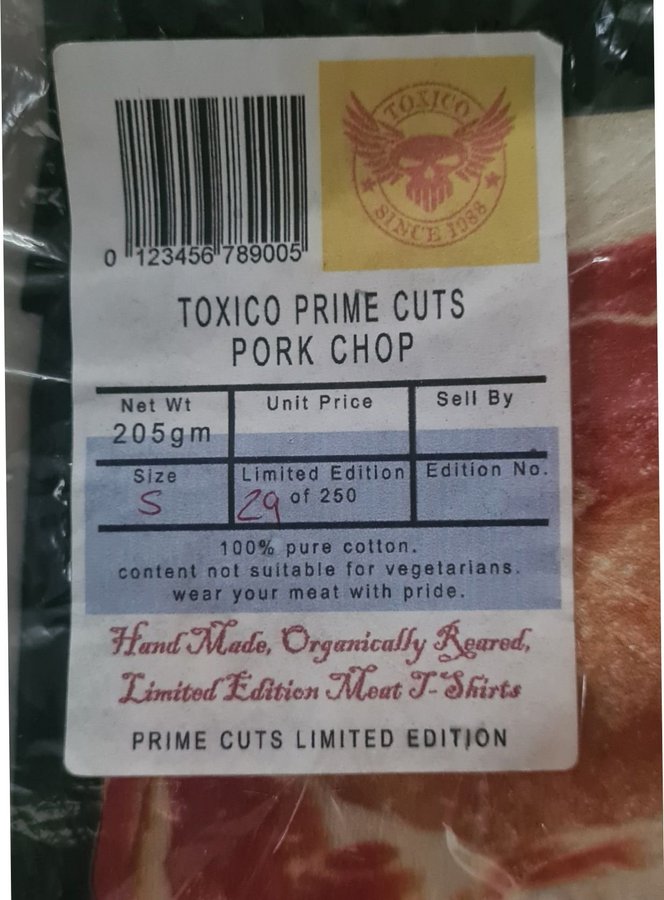 TOXICO
SINCE 1988
0 123456 789005
TOXICO PRIME CUTS
PORK CHOP
Net Wt
205gm
Unit Price
Sell By
Size
S
Limited Edition
29 of 250
Edition No.
100% pure cotton.
content not suitable for vegetarians.
wear your meat with pride.
Hand Made, Organically Reared,
Limited Edition Meat T-Shirts
PRIME CUTS LIMITED EDITION